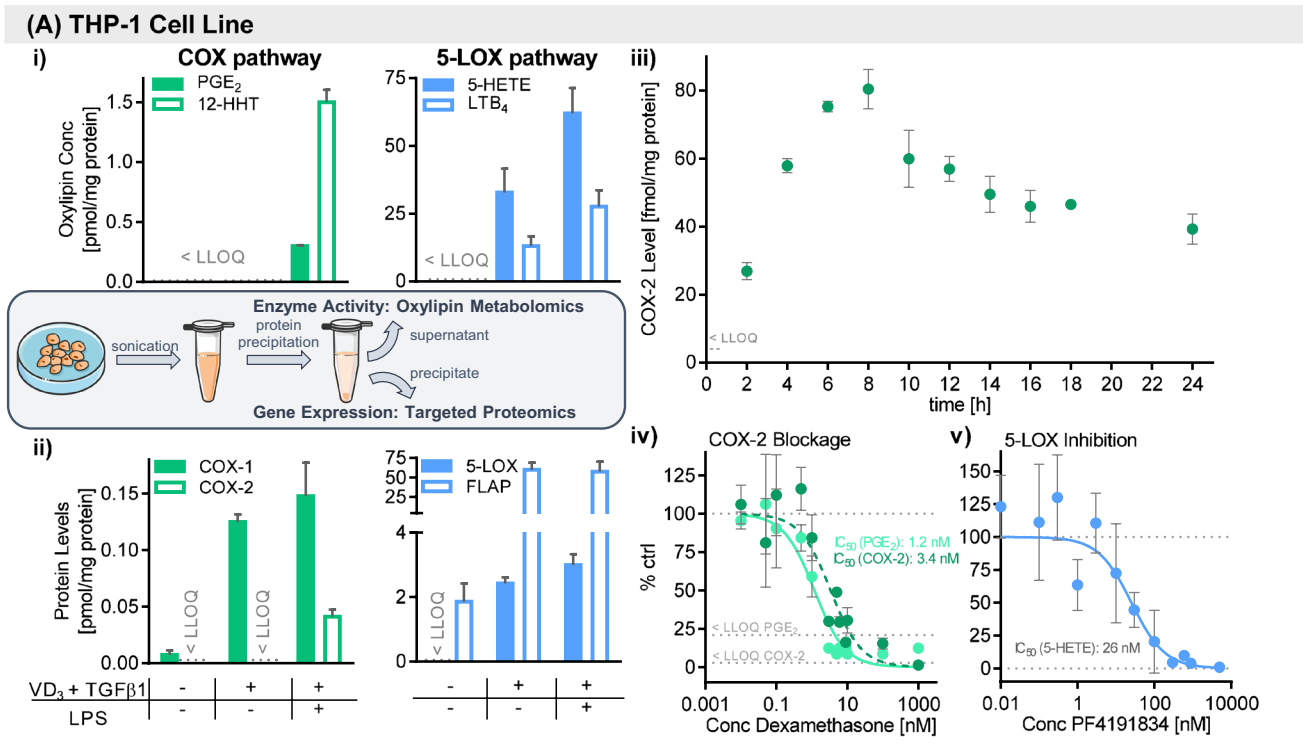 (A) THP-1 Cell Line
i)
COX pathway
PGE2
12-HHT
Oxylipin Conc
[pmol/mg protein]
1.5
1.0
0.5
0.0
< LLOQ
5-LOX pathway
5-HETE
LTB4
75
50
25
0
< LLOQ
Enzyme Activity: Oxylipin Metabolomics
sonication
protein
precipitation
supernatant
precipitate
Gene Expression: Targeted Proteomics
ii)
COX-1
COX-2
Protein Levels
[pmol/mg protein]
0.15
0.10
0.05
0.00
< LLOQ
< LLOQ
5-LOX
FLAP
75
50
25
4
2
0
< LLOQ
VD3 + TGFβ1 - + + - + +
LPS - - + - - +
iii)
COX-2 Level [fmol/mg protein]
80
60
40
20
0
< LLOQ
0 2 4 6 8 10 12 14 16 18 20 22 24
time [h]
iv)
COX-2 Blockage
% ctrl
125
100
75
50
25
0
IC50 (PGE2): 1.2 nM
IC50 (COX-2): 3.4 nM
< LLOQ PGE2
< LLOQ COX-2
0.001 0.1 10 1000
Conc Dexamethasone [nM]
v)
5-LOX Inhibition
150
125
100
75
50
25
0
IC50 (5-HETE): 26 nM
1 100 10000
Conc PF4191834 [nM]